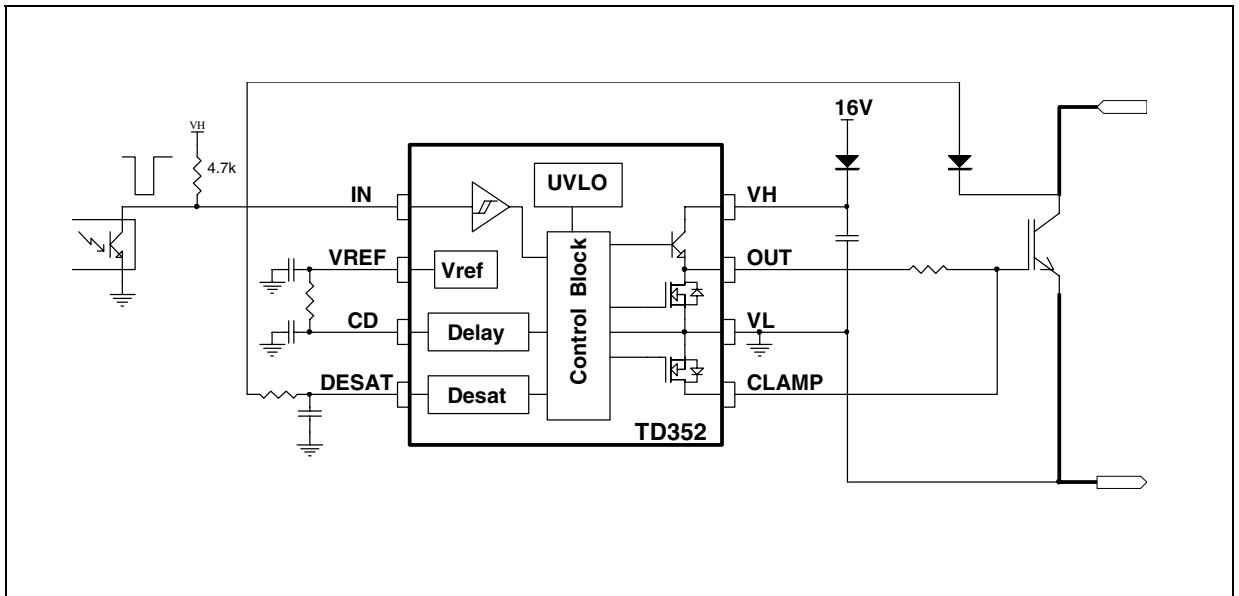 16V
VH
4.7k
IN
UVLO
VH
VREF
Vref
Control Block
OUT
CD
Delay
VL
DESAT
Desat
CLAMP
TD352